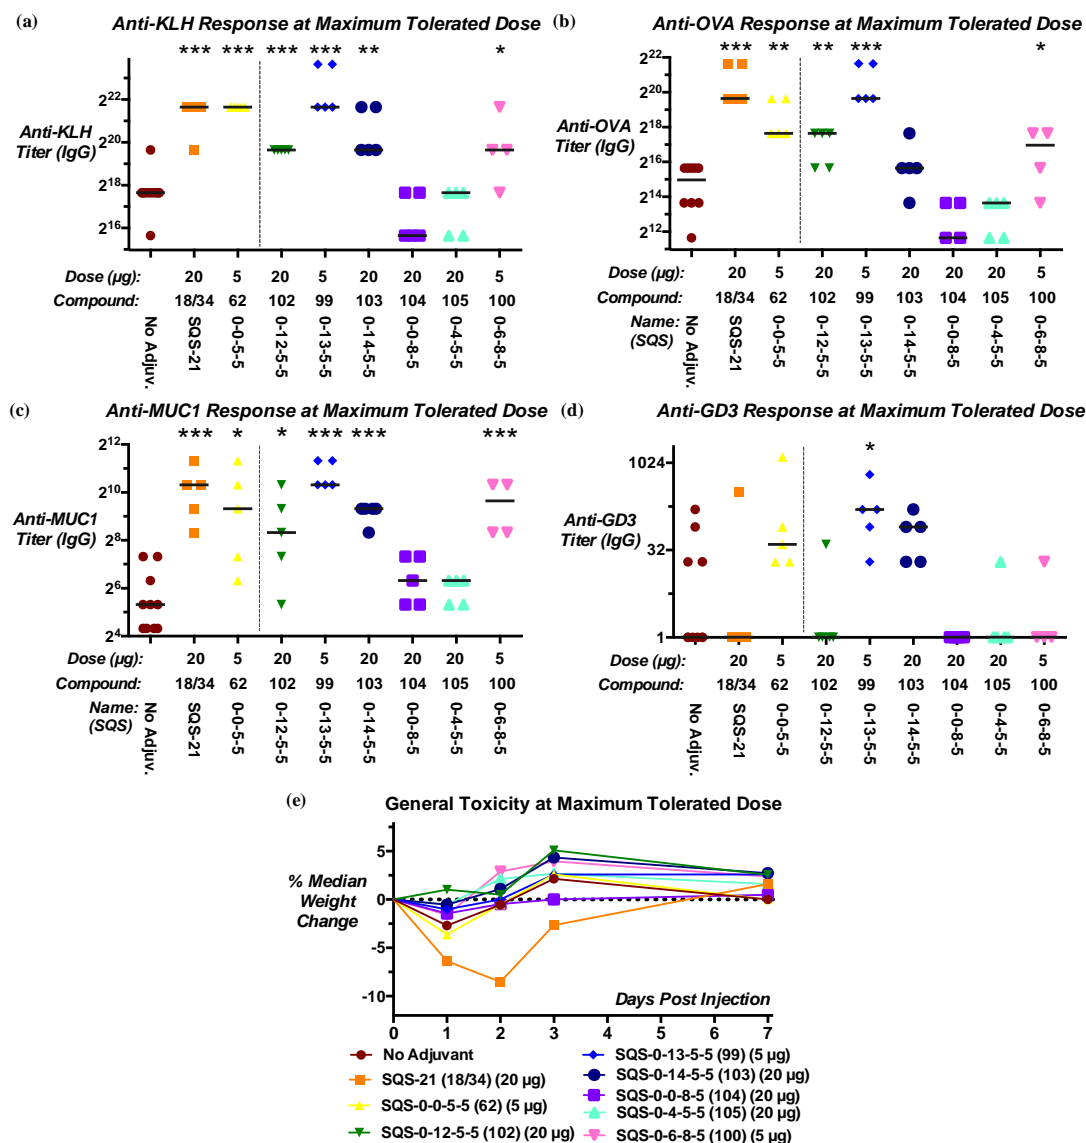 (a)
Anti-KLH Response at Maximum Tolerated Dose
*** *** *** *** ** *
2^22
2^20
2^18
2^16
Anti-KLH
Titer (IgG)
Dose (µg): 20 5 20 5 20 20 20 5
Compound: 18/34 62 102 99 103 104 105 100
Name:
(SQS)
No Adjuv.
SQS-21
0-0-5-5
0-12-5-5
0-13-5-5
0-14-5-5
0-0-8-5
0-4-5-5
0-6-8-5
(b)
Anti-OVA Response at Maximum Tolerated Dose
*** ** ** *** *
2^22
2^20
2^18
2^16
2^14
2^12
Anti-OVA
Titer (IgG)
Dose (µg): 20 5 20 5 20 20 20 5
Compound: 18/34 62 102 99 103 104 105 100
Name:
(SQS)
No Adjuv.
SQS-21
0-0-5-5
0-12-5-5
0-13-5-5
0-14-5-5
0-0-8-5
0-4-5-5
0-6-8-5
(c)
Anti-MUC1 Response at Maximum Tolerated Dose
*** * * *** *** ***
2^12
2^10
2^8
2^6
2^4
Anti-MUC1
Titer (IgG)
Dose (µg): 20 5 20 5 20 20 20 5
Compound: 18/34 62 102 99 103 104 105 100
Name:
(SQS)
No Adjuv.
SQS-21
0-0-5-5
0-12-5-5
0-13-5-5
0-14-5-5
0-0-8-5
0-4-5-5
0-6-8-5
(d)
Anti-GD3 Response at Maximum Tolerated Dose
*
1024
32
1
Anti-GD3
Titer (IgG)
Dose (µg): 20 5 20 5 20 20 20 5
Compound: 18/34 62 102 99 103 104 105 100
Name:
(SQS)
No Adjuv.
SQS-21
0-0-5-5
0-12-5-5
0-13-5-5
0-14-5-5
0-0-8-5
0-4-5-5
0-6-8-5
(e)
General Toxicity at Maximum Tolerated Dose
% Median
Weight
Change
5
0
-5
-10
Days Post Injection
0 1 2 3 4 5 6 7
No Adjuvant
SQS-21 (18/34) (20 µg)
SQS-0-0-5-5 (62) (5 µg)
SQS-0-12-5-5 (102) (20 µg)
SQS-0-13-5-5 (99) (5 µg)
SQS-0-14-5-5 (103) (20 µg)
SQS-0-0-8-5 (104) (20 µg)
SQS-0-4-5-5 (105) (20 µg)
SQS-0-6-8-5 (100) (5 µg)